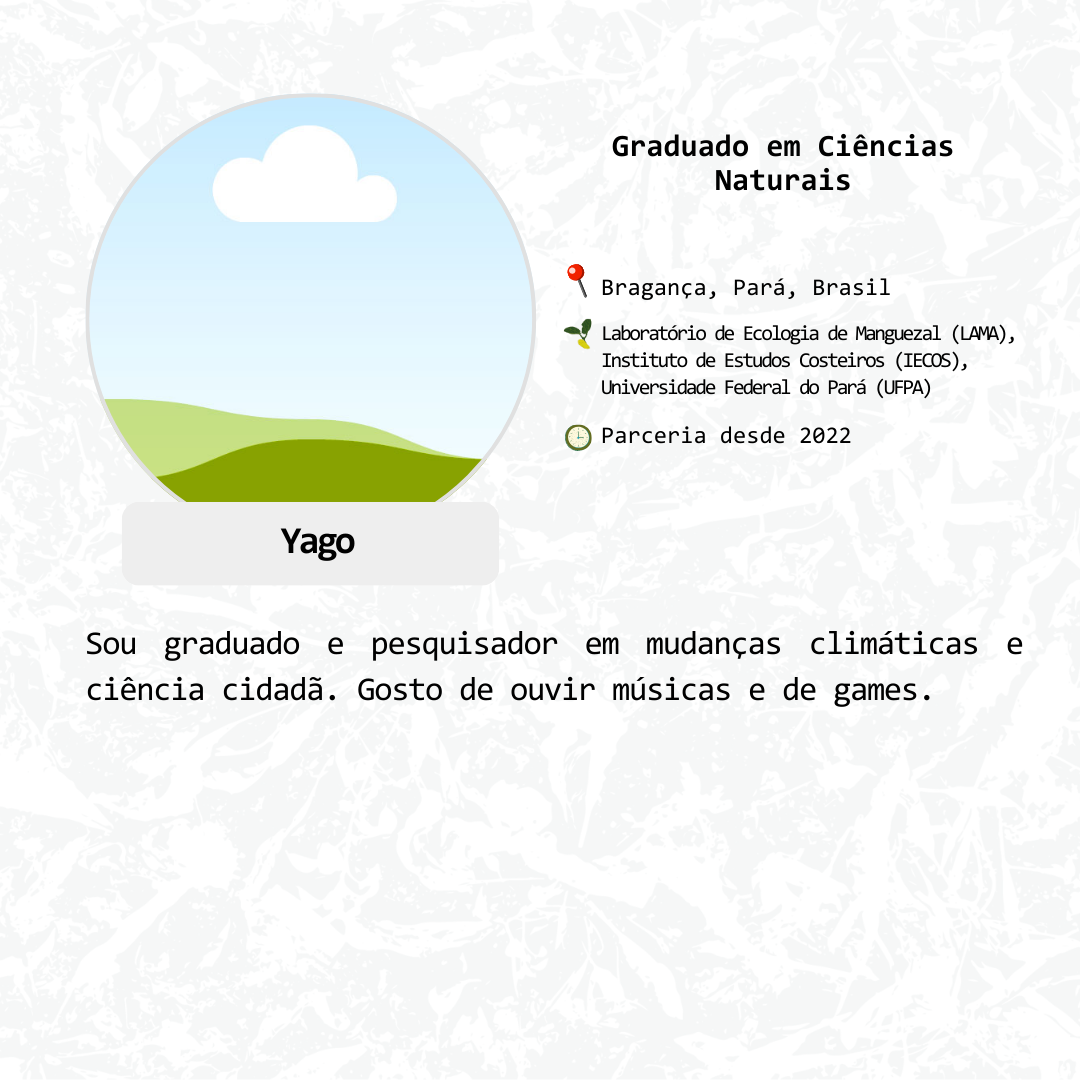 Graduado em Ciências
Naturais
Bragança, Pará, Brasil
Laboratório de Ecologia de Manguezal (LAMA),
Instituto de Estudos Costeiros (IECOS),
Universidade Federal do Pará (UFPA)
Parceria desde 2022
Yago
Sou graduado e pesquisador em mudanças climáticas e
ciência cidadã. Gosto de ouvir músicas e de games.